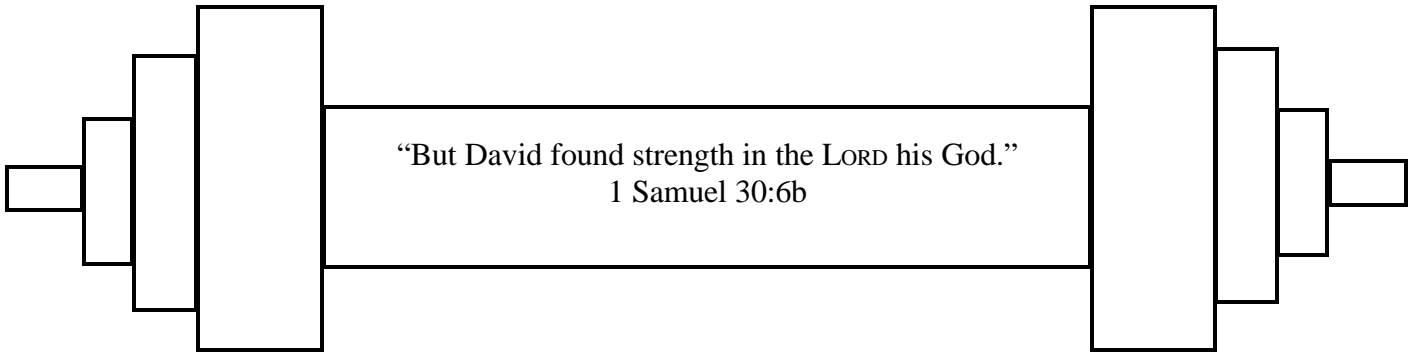 “But David found strength in the LORD his God.”
1 Samuel 30:6b